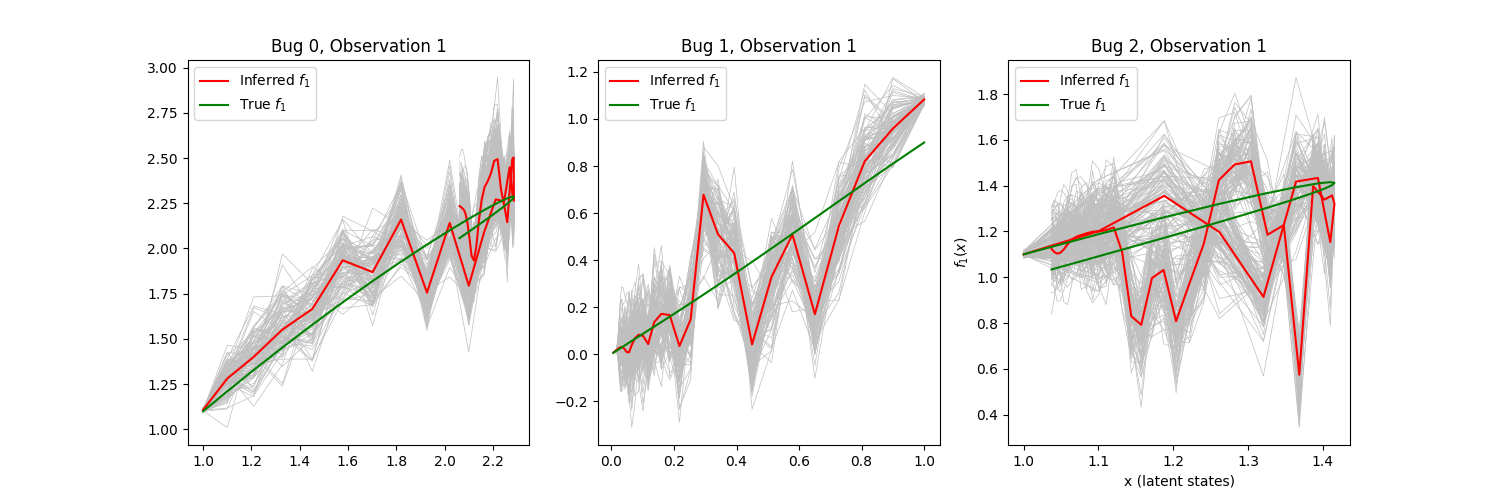 Bug 0, Observation 1
Inferred f₁
True f₁
3.00
2.75
2.50
2.25
2.00
1.75
1.50
1.25
1.00
1.0 1.2 1.4 1.6 1.8 2.0 2.2
Bug 1, Observation 1
Inferred f₁
True f₁
1.2
1.0
0.8
0.6
0.4
0.2
0.0
−0.2
0.0 0.2 0.4 0.6 0.8 1.0
Bug 2, Observation 1
Inferred f₁
True f₁
f₁(x)
1.8
1.6
1.4
1.2
1.0
0.8
0.6
0.4
1.0 1.1 1.2 1.3 1.4
x (latent states)